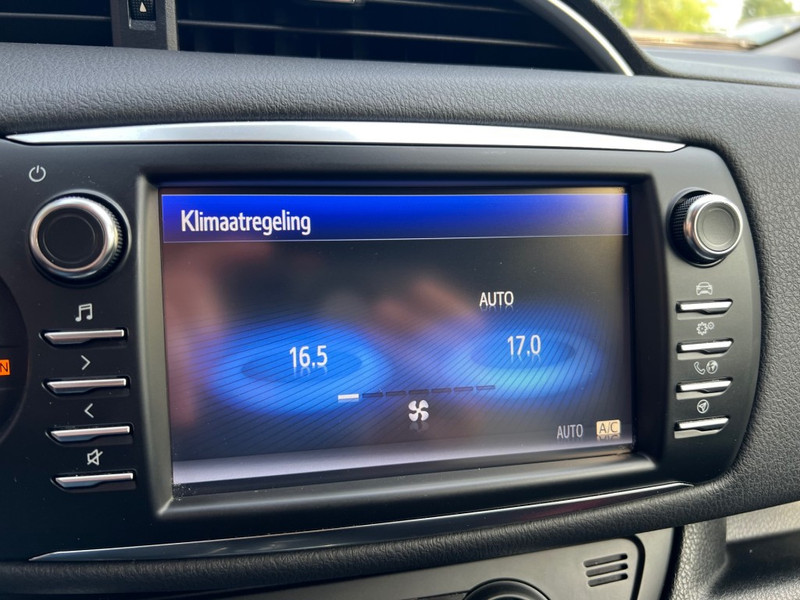 Klimaatregeling
AUTO
16.5
17.0
AUTO A/C